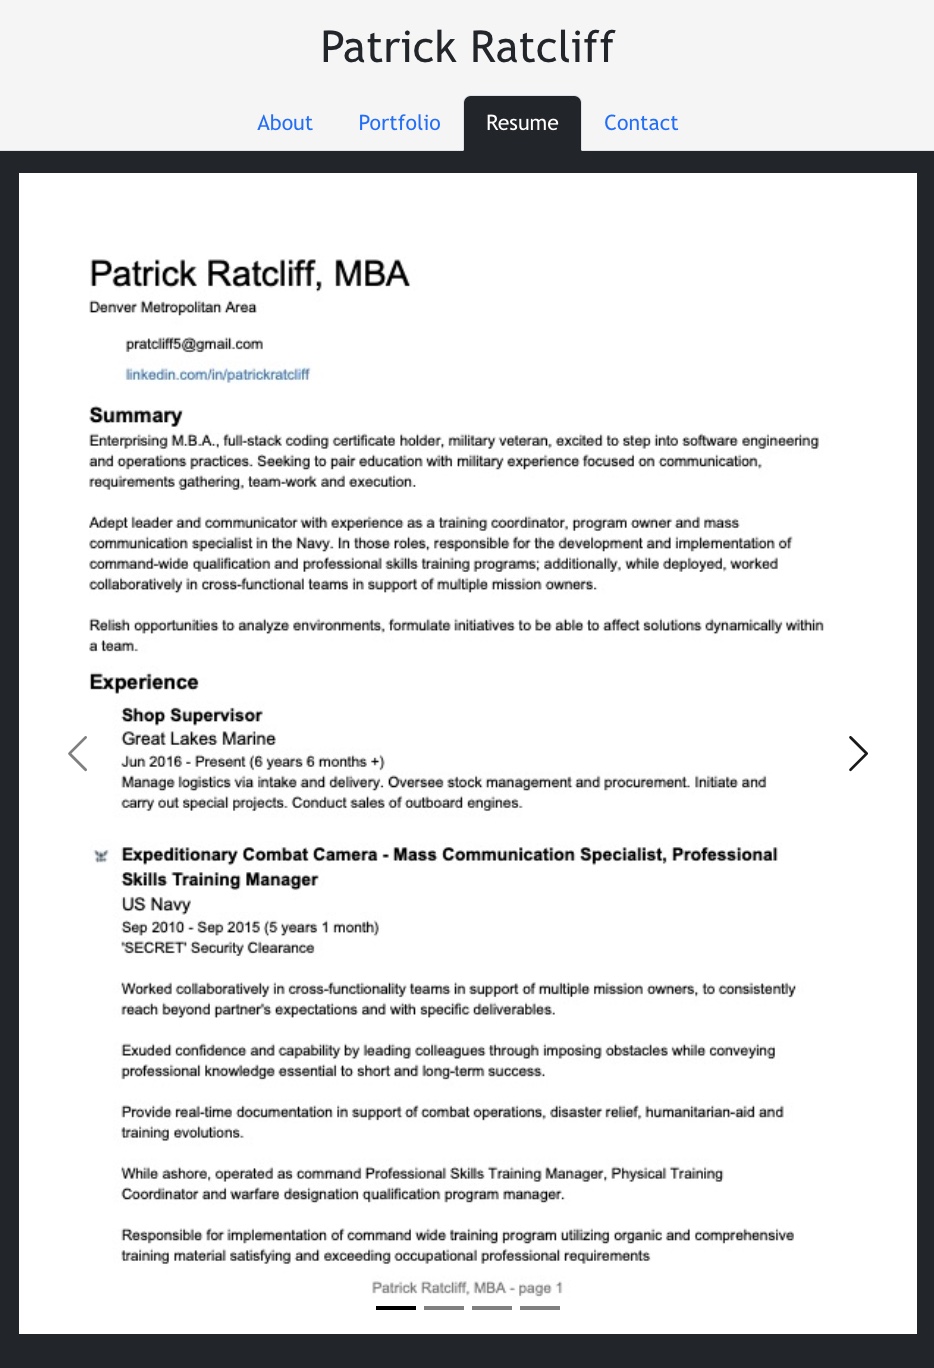 Patrick Ratcliff
About Portfolio Resume Contact
Patrick Ratcliff, MBA
Denver Metropolitan Area
pratcliff5@gmail.com
linkedin.com/in/patrickratcliff
Summary
Enterprising M.B.A., full-stack coding certificate holder, military veteran, excited to step into software engineering
and operations practices. Seeking to pair education with military experience focused on communication,
requirements gathering, team-work and execution.
Adept leader and communicator with experience as a training coordinator, program owner and mass
communication specialist in the Navy. In those roles, responsible for the development and implementation of
command-wide qualification and professional skills training programs; additionally, while deployed, worked
collaboratively in cross-functional teams in support of multiple mission owners.
Relish opportunities to analyze environments, formulate initiatives to be able to affect solutions dynamically within
a team.
Experience
Shop Supervisor
Great Lakes Marine
Jun 2016 - Present (6 years 6 months +)
Manage logistics via intake and delivery. Oversee stock management and procurement. Initiate and
carry out special projects. Conduct sales of outboard engines.
Expeditionary Combat Camera - Mass Communication Specialist, Professional
Skills Training Manager
US Navy
Sep 2010 - Sep 2015 (5 years 1 month)
'SECRET' Security Clearance
Worked collaboratively in cross-functionality teams in support of multiple mission owners, to consistently
reach beyond partner's expectations and with specific deliverables.
Exuded confidence and capability by leading colleagues through imposing obstacles while conveying
professional knowledge essential to short and long-term success.
Provide real-time documentation in support of combat operations, disaster relief, humanitarian-aid and
training evolutions.
While ashore, operated as command Professional Skills Training Manager, Physical Training
Coordinator and warfare designation qualification program manager.
Responsible for implementation of command wide training program utilizing organic and comprehensive
training material satisfying and exceeding occupational professional requirements
Patrick Ratcliff, MBA - page 1